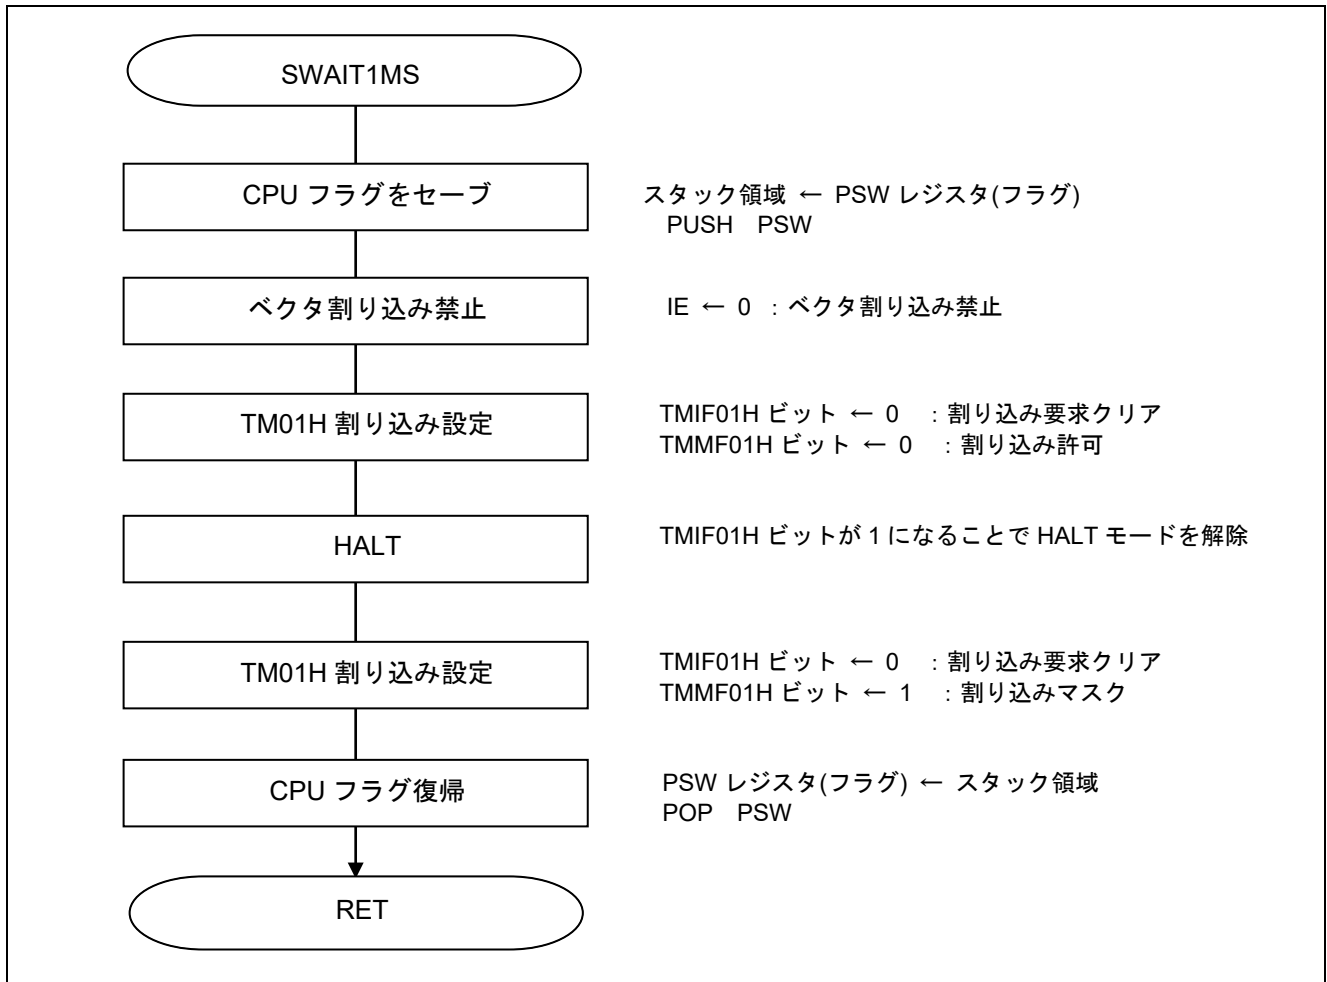 SWAIT1MS
CPU フラグをセーブ
スタック領域 ← PSW レジスタ(フラグ)
PUSH PSW
ベクタ割り込み禁止
IE ← 0 : ベクタ割り込み禁止
TM01H 割り込み設定
TMIF01H ビット ← 0 : 割り込み要求クリア
TMMF01H ビット ← 0 : 割り込み許可
HALT
TMIF01H ビットが 1 になることで HALT モードを解除
TM01H 割り込み設定
TMIF01H ビット ← 0 : 割り込み要求クリア
TMMF01H ビット ← 1 : 割り込みマスク
CPU フラグ復帰
PSW レジスタ(フラグ) ← スタック領域
POP PSW
RET